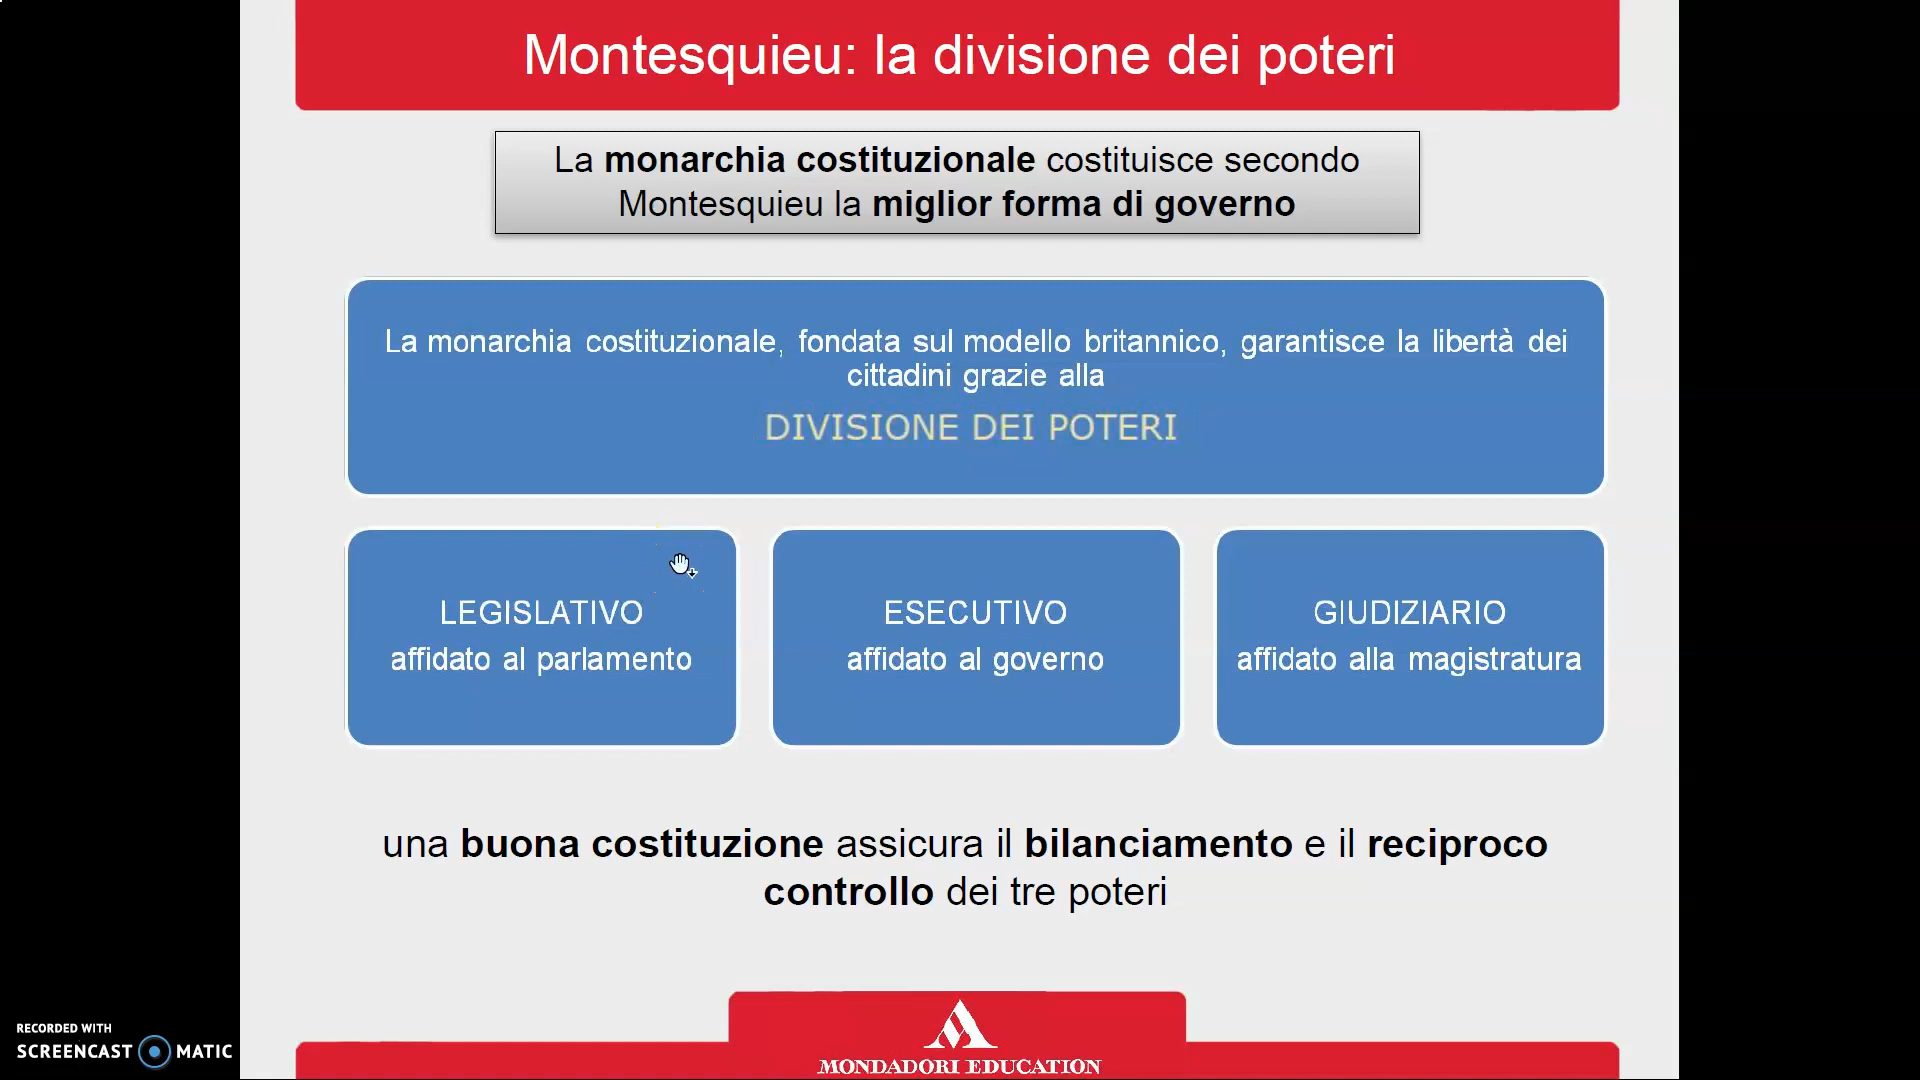 Montesquieu: la divisione dei poteri
La monarchia costituzionale costituisce secondo
Montesquieu la miglior forma di governo
La monarchia costituzionale, fondata sul modello britannico, garantisce la libertà dei
cittadini grazie alla
DIVISIONE DEI POTERI
LEGISLATIVO
affidato al parlamento
ESECUTIVO
affidato al governo
GIUDIZIARIO
affidato alla magistratura
una buona costituzione assicura il bilanciamento e il reciproco
controllo dei tre poteri
MONDADORI EDUCATION
RECORDED WITH
SCREENCAST MATIC